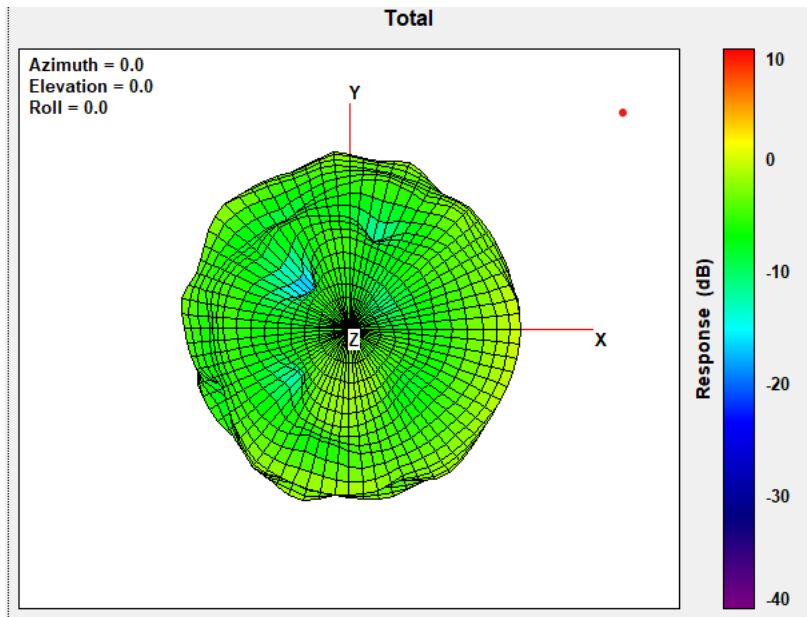 Total
Azimuth = 0.0
Elevation = 0.0
Roll = 0.0
Y
X
Z
10
0
-10
-20
-30
-40
Response (dB)